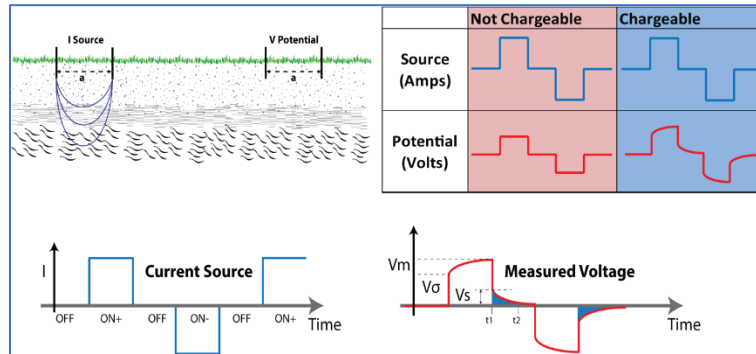 I Source
V Potential
a
a
Not Chargeable
Chargeable
Source
(Amps)
Potential
(Volts)
I
Current Source
OFF
ON+
OFF
ON-
OFF
ON+
Time
Vm
Vσ
Vs
Measured Voltage
t1
t2
Time